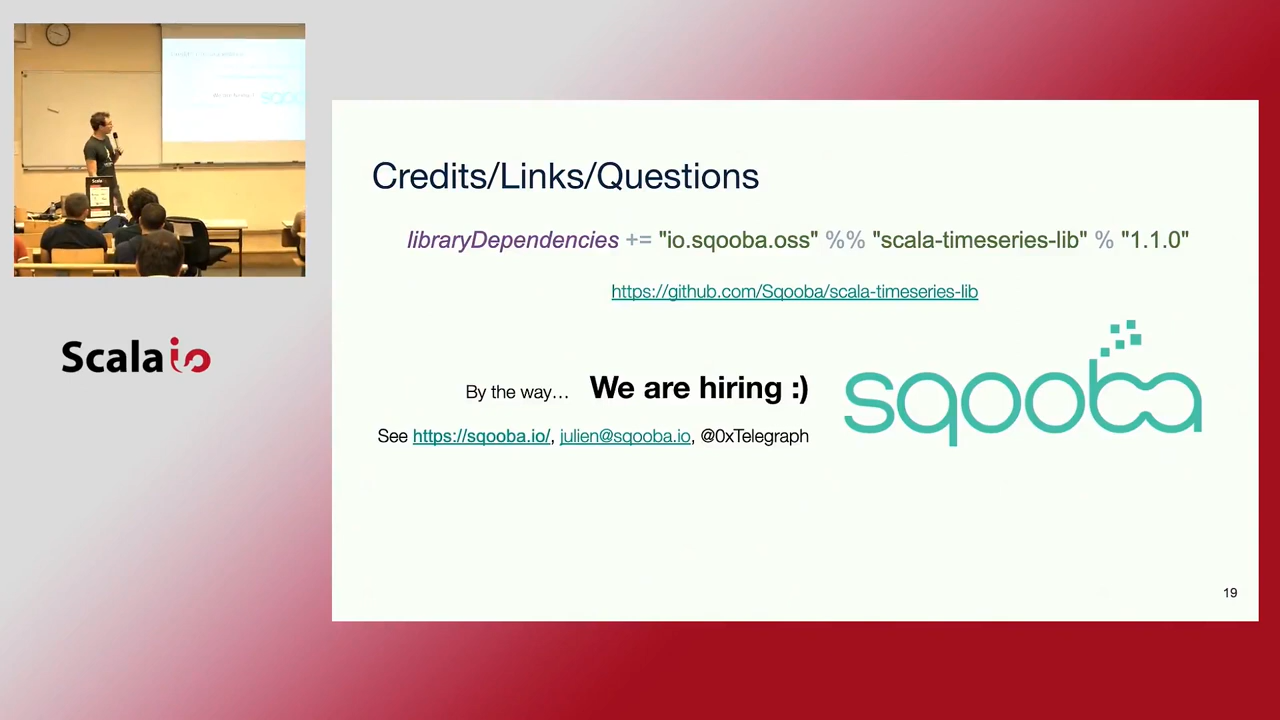 Credits/Links/Questions
libraryDependencies += "io.sqooba.oss" %% "scala-timeseries-lib" % "1.1.0"
https://github.com/Sqooba/scala-timeseries-lib
By the way… We are hiring :)
See https://sqooba.io/, julien@sqooba.io, @0xTelegraph
sqooba
19
Scala io